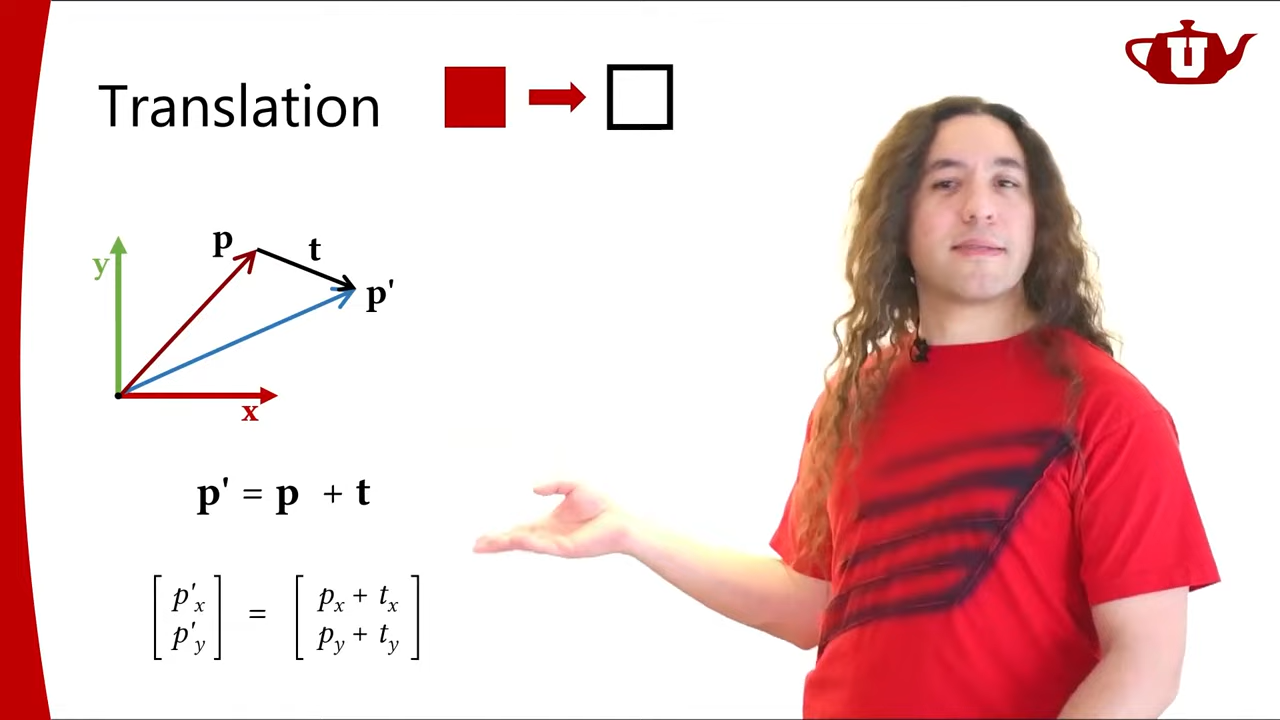 Translation
U
y
p
t
p'
x
p' = p + t
[ p'x ] = [ px + tx ]
[ p'y ] [ py + ty ]